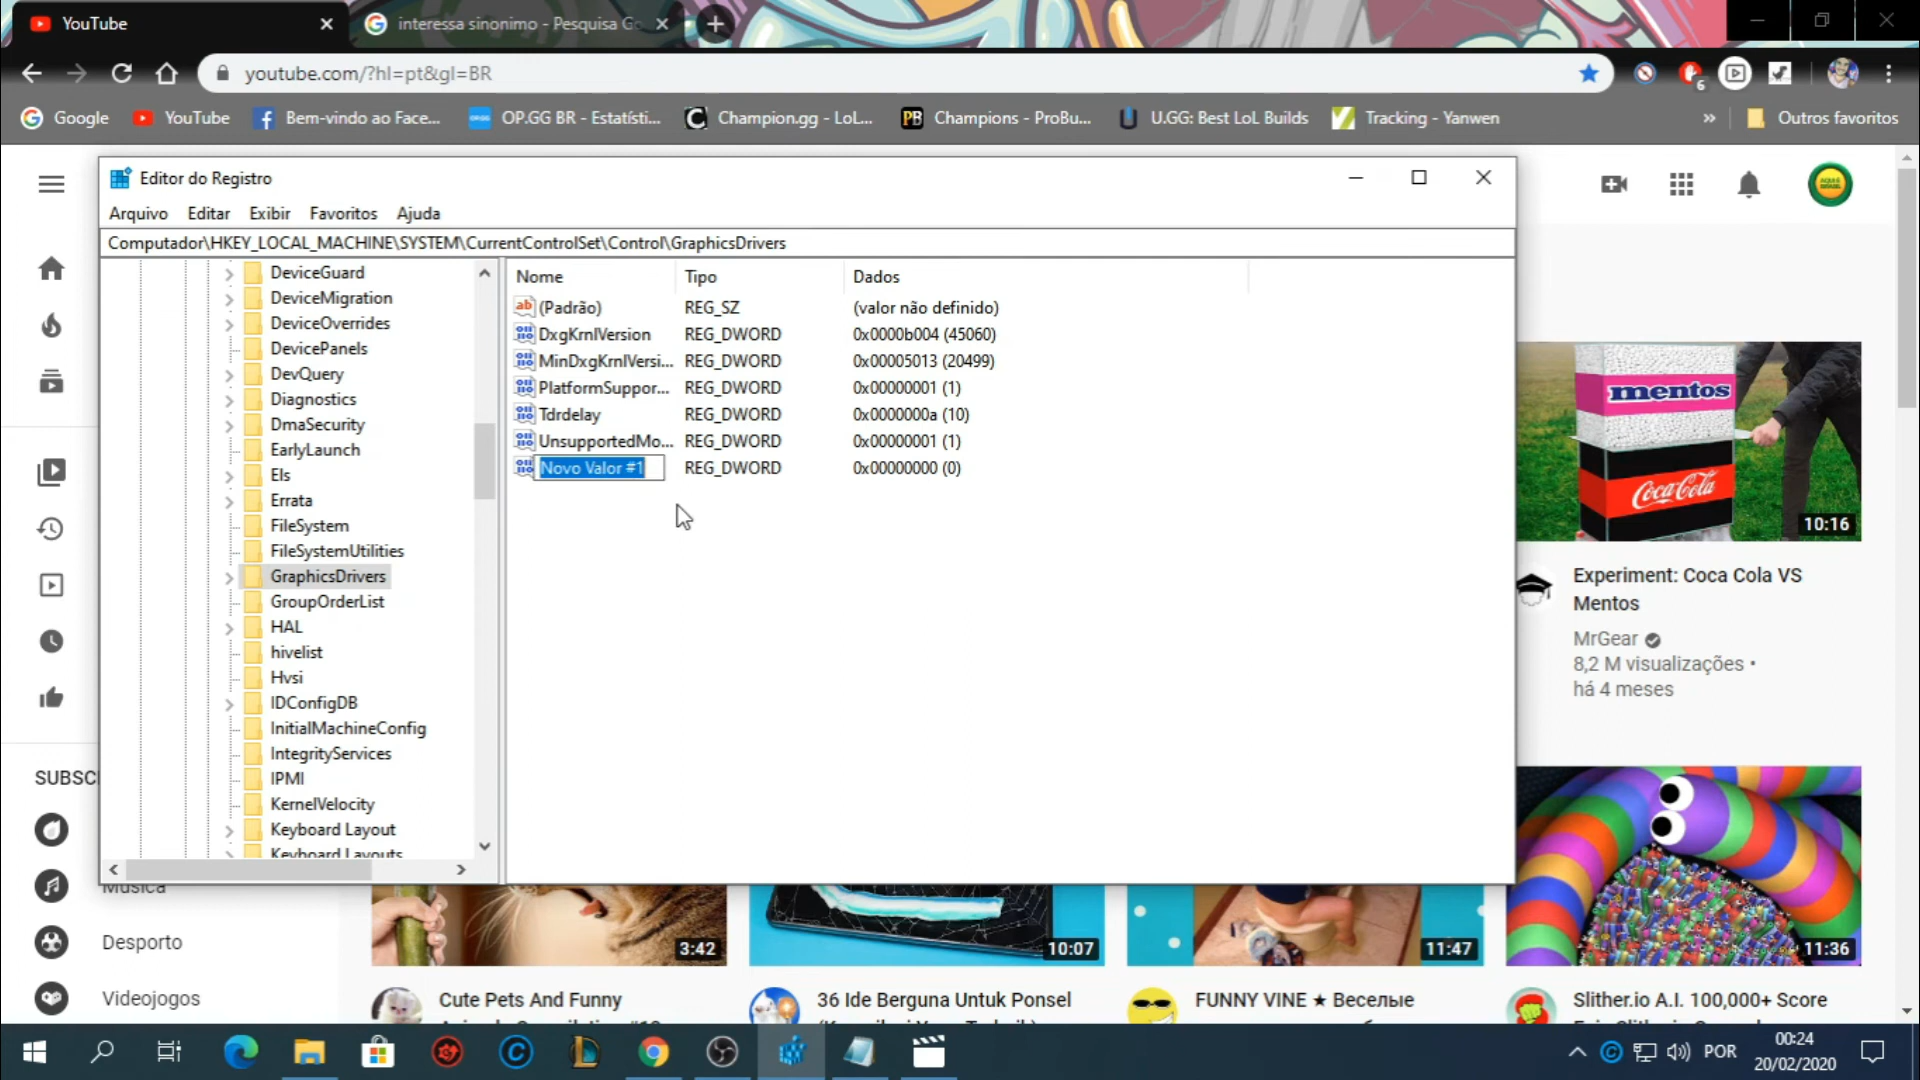 YouTube
interessa sinonimo - Pesquisa Go
youtube.com/?hl=pt&gl=BR
6
Google
YouTube
Bem-vindo ao Face...
OP.GG BR - Estatísti...
Champion.gg - LoL...
PB
Champions - ProBu...
U.GG: Best LoL Builds
Tracking - Yanwen
»
Outros favoritos
Editor do Registro
Arquivo
Editar
Exibir
Favoritos
Ajuda
Computador\HKEY_LOCAL_MACHINE\SYSTEM\CurrentControlSet\Control\GraphicsDrivers
DeviceGuard
DeviceMigration
DeviceOverrides
DevicePanels
DevQuery
Diagnostics
DmaSecurity
EarlyLaunch
Els
Errata
FileSystem
FileSystemUtilities
GraphicsDrivers
GroupOrderList
HAL
hivelist
Hvsi
IDConfigDB
InitialMachineConfig
IntegrityServices
IPMI
KernelVelocity
Keyboard Layout
Keyboard Layouts
Nome Tipo Dados
(Padrão) REG_SZ (valor não definido)
DxgKrnlVersion REG_DWORD 0x0000b004 (45060)
MinDxgKrnlVersi... REG_DWORD 0x00005013 (20499)
PlatformSuppor... REG_DWORD 0x00000001 (1)
Tdrdelay REG_DWORD 0x0000000a (10)
UnsupportedMo... REG_DWORD 0x00000001 (1)
Novo Valor #1 REG_DWORD 0x00000000 (0)
SUBSC
Música
Desporto
Videojogos
mentos
Coca-Cola
10:16
Experiment: Coca Cola VS
Mentos
MrGear
8,2 M visualizações •
há 4 meses
3:42
10:07
11:47
11:36
Cute Pets And Funny
36 Ide Berguna Untuk Ponsel
FUNNY VINE ★ Веселые
Slither.io A.I. 100,000+ Score
POR
00:24
20/02/2020